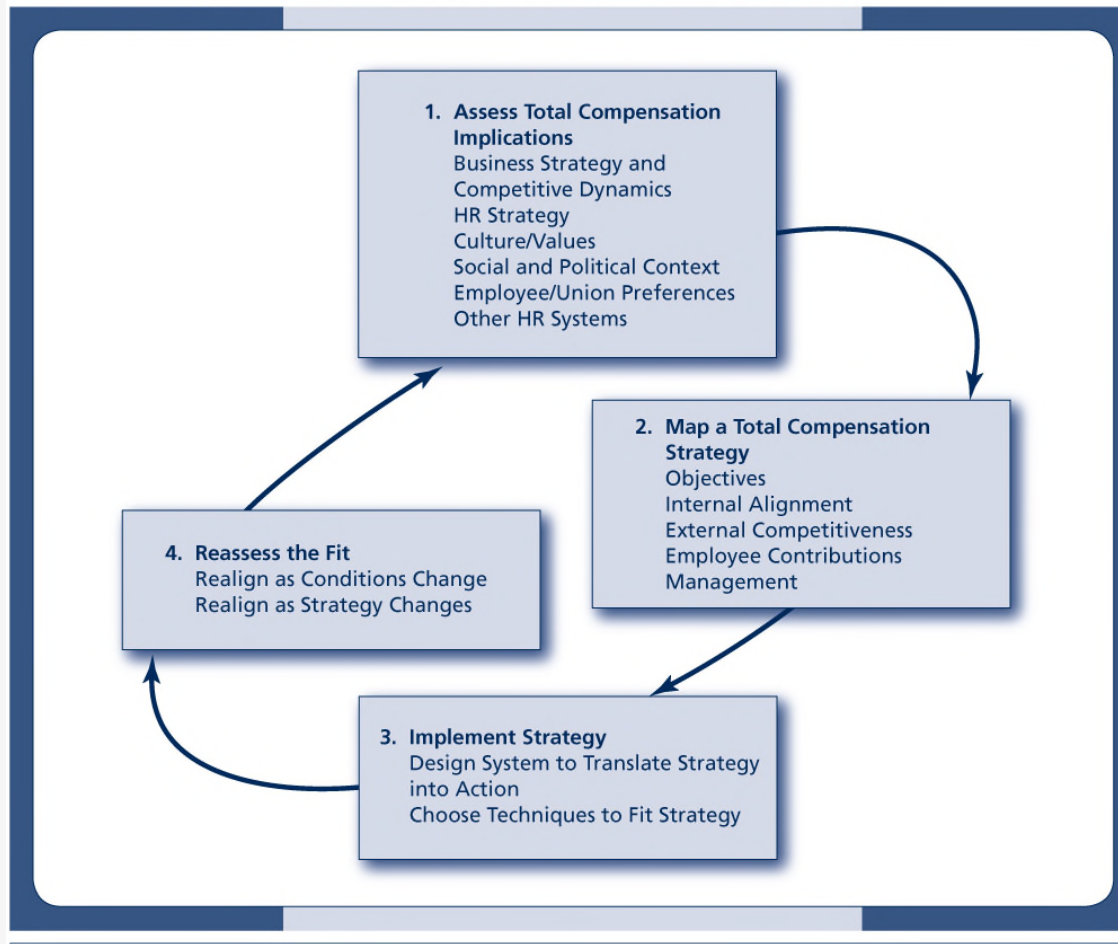 1. Assess Total Compensation
Implications
Business Strategy and
Competitive Dynamics
HR Strategy
Culture/Values
Social and Political Context
Employee/Union Preferences
Other HR Systems
2. Map a Total Compensation
Strategy
Objectives
Internal Alignment
External Competitiveness
Employee Contributions
Management
3. Implement Strategy
Design System to Translate Strategy
into Action
Choose Techniques to Fit Strategy
4. Reassess the Fit
Realign as Conditions Change
Realign as Strategy Changes